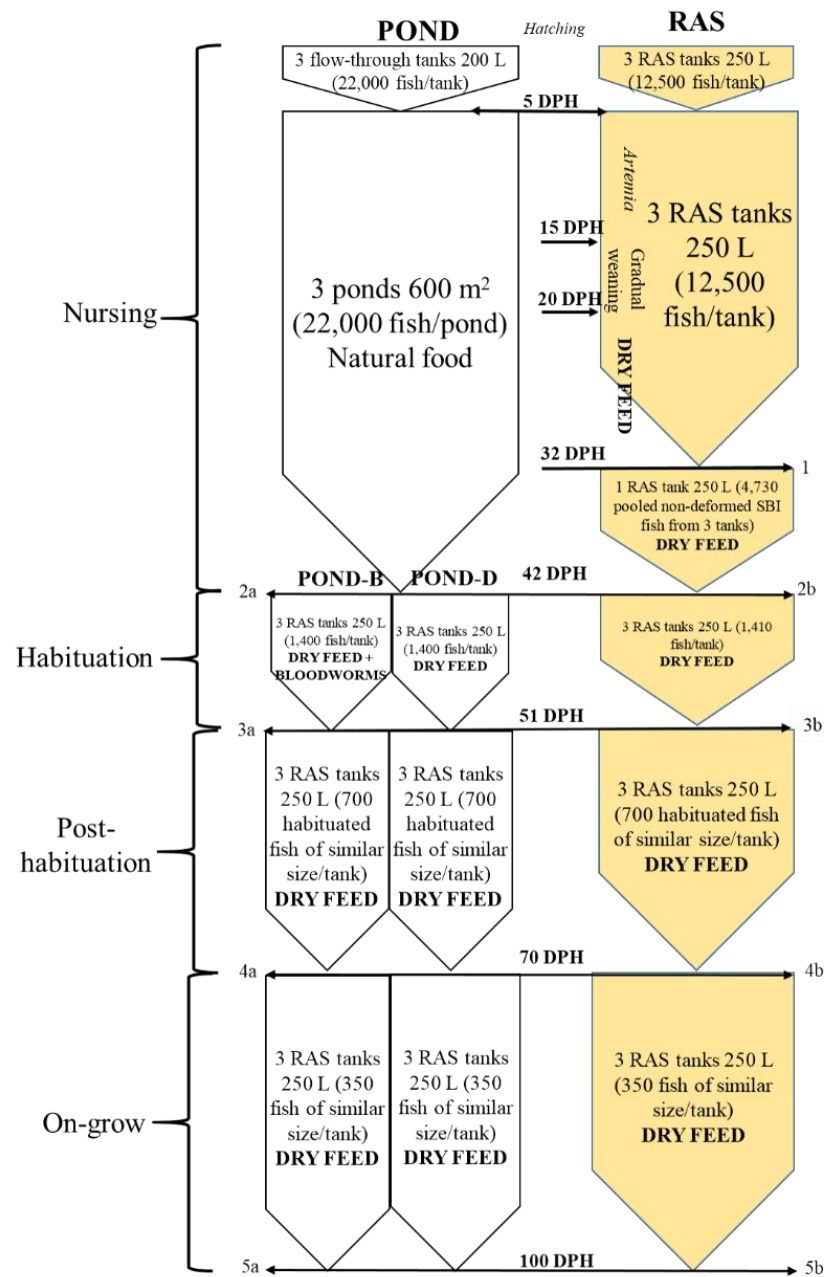 POND
Hatching
RAS
3 flow-through tanks 200 L
(22,000 fish/tank)
3 RAS tanks 250 L
(12,500 fish/tank)
5 DPH
Nursing
3 ponds 600 m²
(22,000 fish/pond)
Natural food
15 DPH
20 DPH
Artemia
Gradual
weaning
DRY FEED
3 RAS tanks
250 L
(12,500
fish/tank)
32 DPH
1
1 RAS tank 250 L (4,730
pooled non-deformed SBI
fish from 3 tanks)
DRY FEED
2a
POND-B
POND-D
42 DPH
2b
Habituation
3 RAS tanks 250 L
(1,400 fish/tank)
DRY FEED +
BLOODWORMS
3 RAS tanks 250 L
(1,400 fish/tank)
DRY FEED
3 RAS tanks 250 L (1,410
fish/tank)
DRY FEED
3a
51 DPH
3b
Post-
habituation
3 RAS tanks
250 L (700
habituated
fish of similar
size/tank)
DRY FEED
3 RAS tanks
250 L (700
habituated
fish of similar
size/tank)
DRY FEED
3 RAS tanks 250 L
(700 habituated fish
of similar size/tank)
DRY FEED
4a
70 DPH
4b
On-grow
3 RAS tanks
250 L (350
fish of similar
size/tank)
DRY FEED
3 RAS tanks
250 L (350
fish of similar
size/tank)
DRY FEED
3 RAS tanks 250 L
(350 fish of similar
size/tank)
DRY FEED
5a
100 DPH
5b